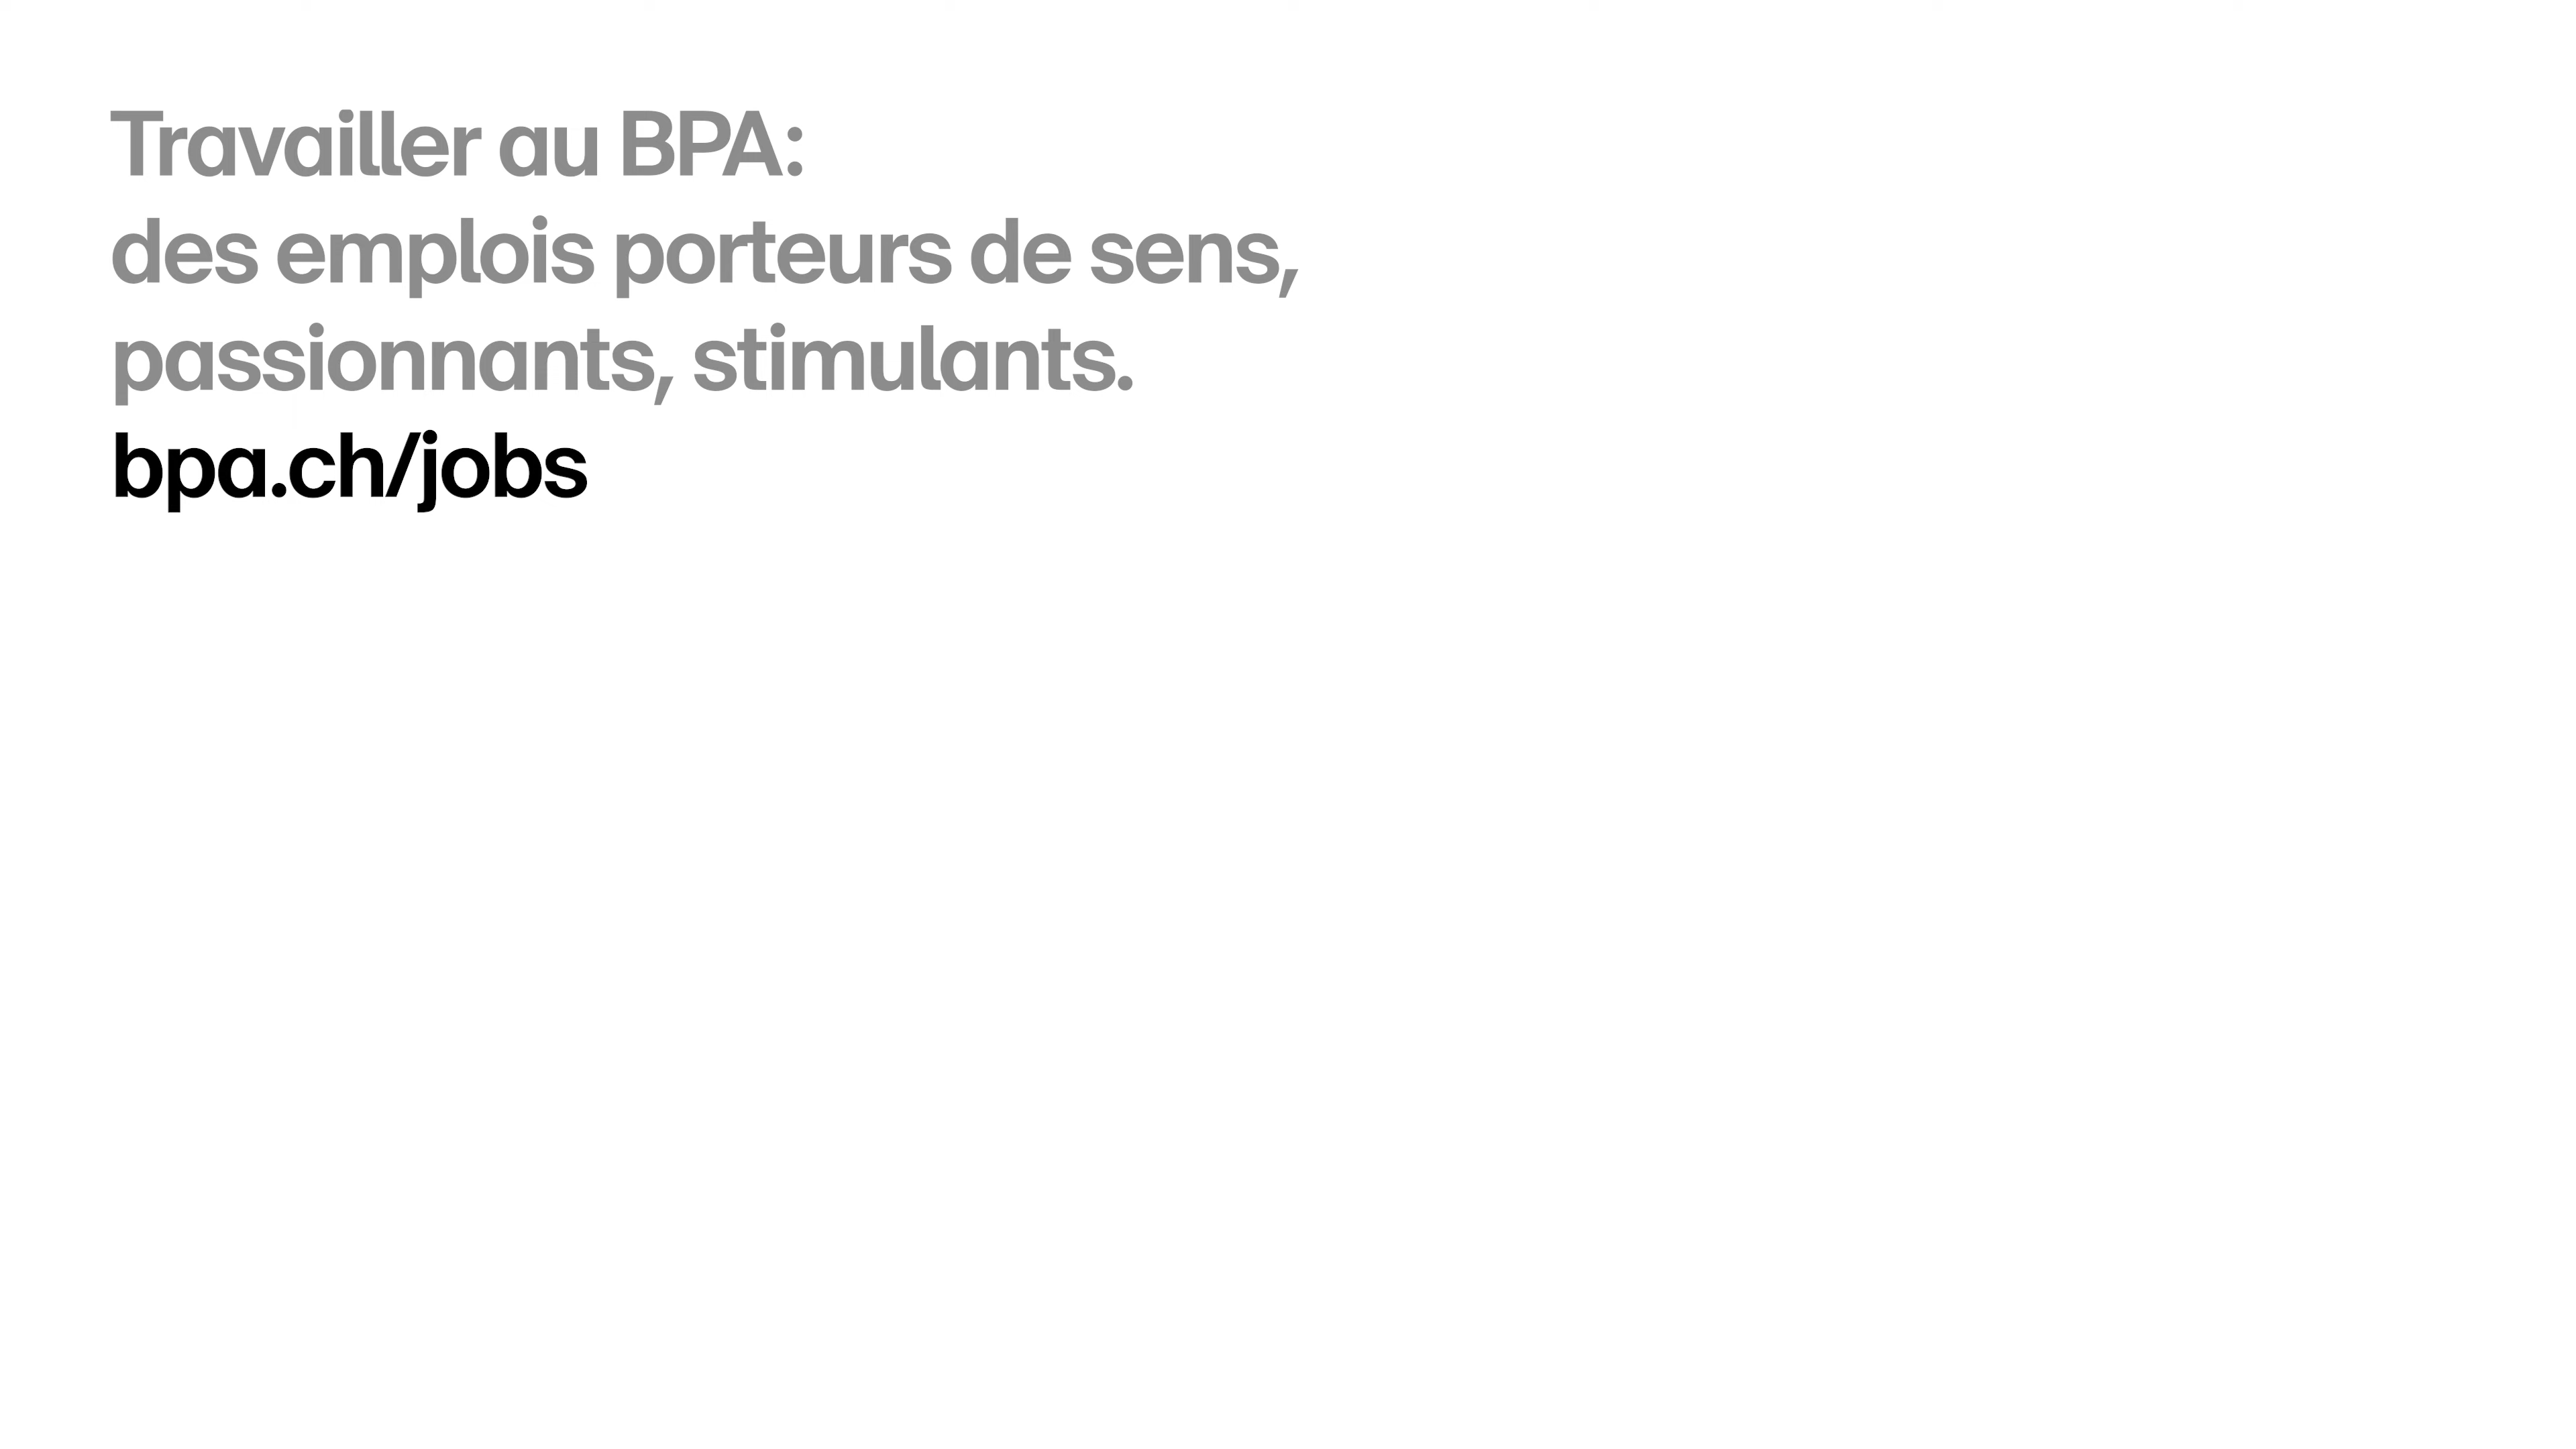 Travailler au BPA:
des emplois porteurs de sens,
passionnants, stimulants.
bpa.ch/jobs